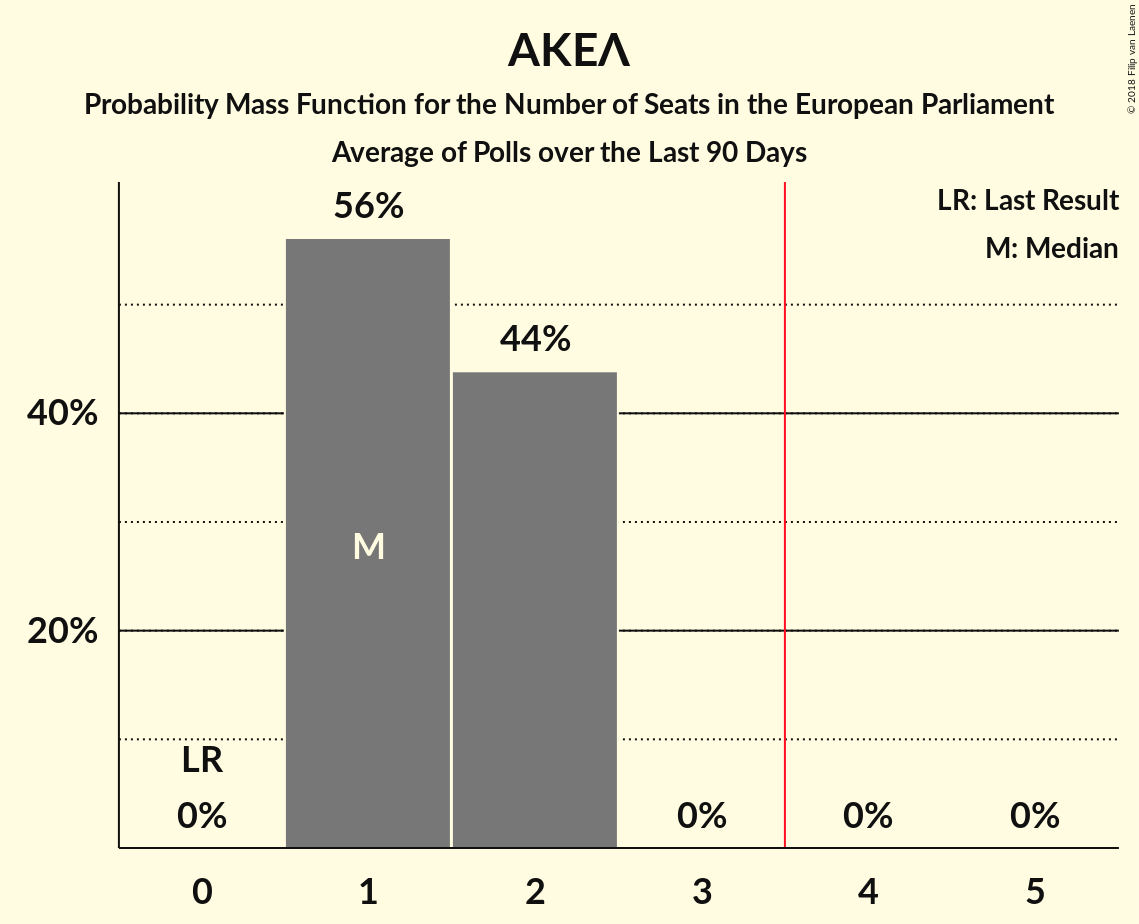 ΑΚΕΛ
Probability Mass Function for the Number of Seats in the European Parliament
Average of Polls over the Last 90 Days
© 2018 Filip van Laenen
LR: Last Result
M: Median
56%
44%
40%
M
20%
LR
0%
0%
0%
0%
0
1
2
3
4
5